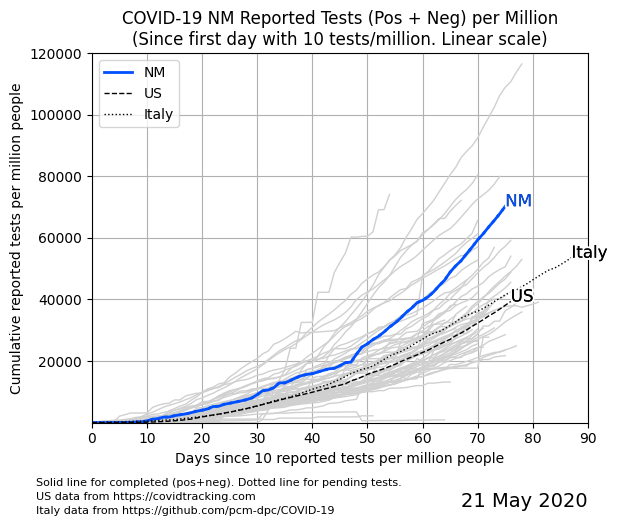 COVID-19 NM Reported Tests (Pos + Neg) per Million
(Since first day with 10 tests/million. Linear scale)
Cumulative reported tests per million people
120000
100000
80000
60000
40000
20000
NM
US
Italy
NM
Italy
US
0 10 20 30 40 50 60 70 80 90
Days since 10 reported tests per million people
Solid line for completed (pos+neg). Dotted line for pending tests.
US data from https://covidtracking.com
Italy data from https://github.com/pcm-dpc/COVID-19
21 May 2020